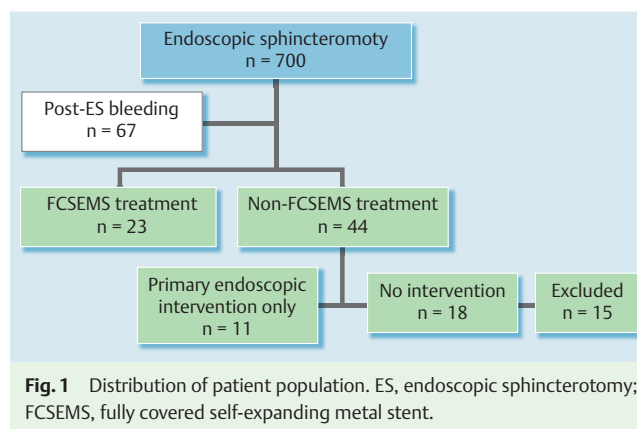 Endoscopic sphincteromoty
n = 700
Post-ES bleeding
n = 67
FCSEMS treatment
n = 23
Non-FCSEMS treatment
n = 44
Primary endoscopic
intervention only
n = 11
No intervention
n = 18
Excluded
n = 15
Fig. 1 Distribution of patient population. ES, endoscopic sphincterotomy;
FCSEMS, fully covered self-expanding metal stent.